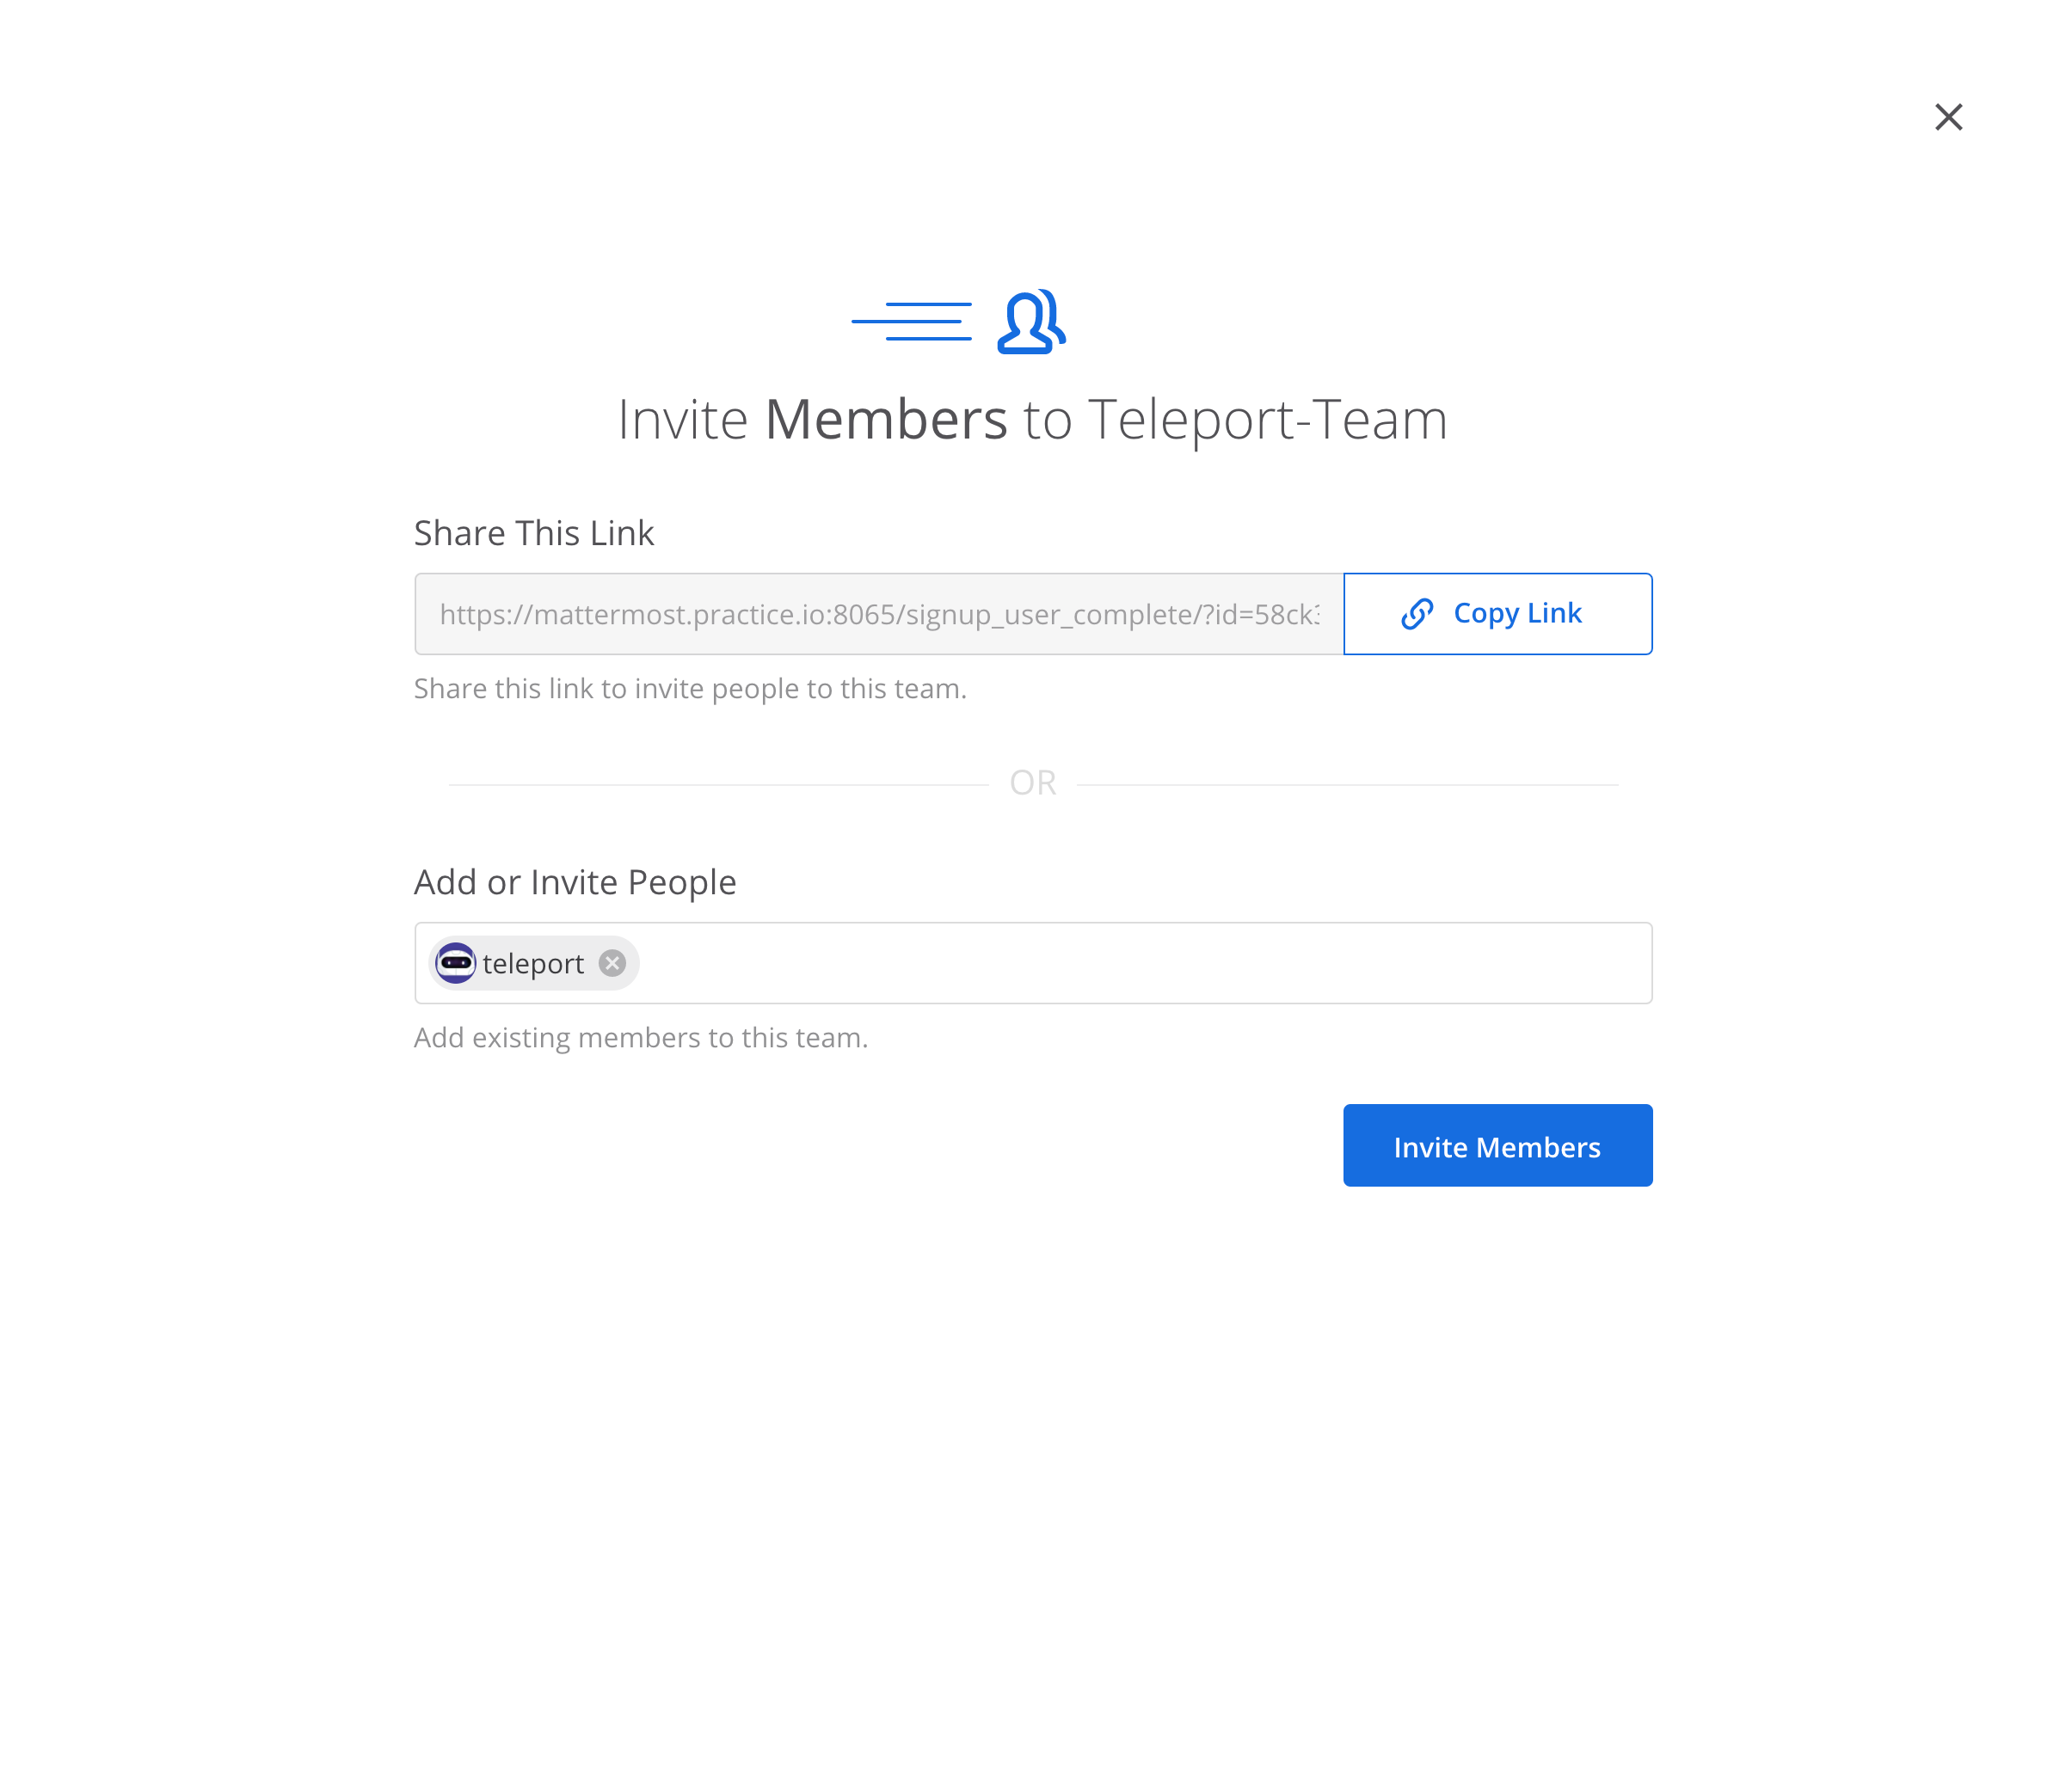 Invite Members to Teleport-Team
Share This Link
https://mattermost.practice.io:8065/signup_user_complete/?id=58ck
Copy Link
Share this link to invite people to this team.
OR
Add or Invite People
teleport
Add existing members to this team.
Invite Members